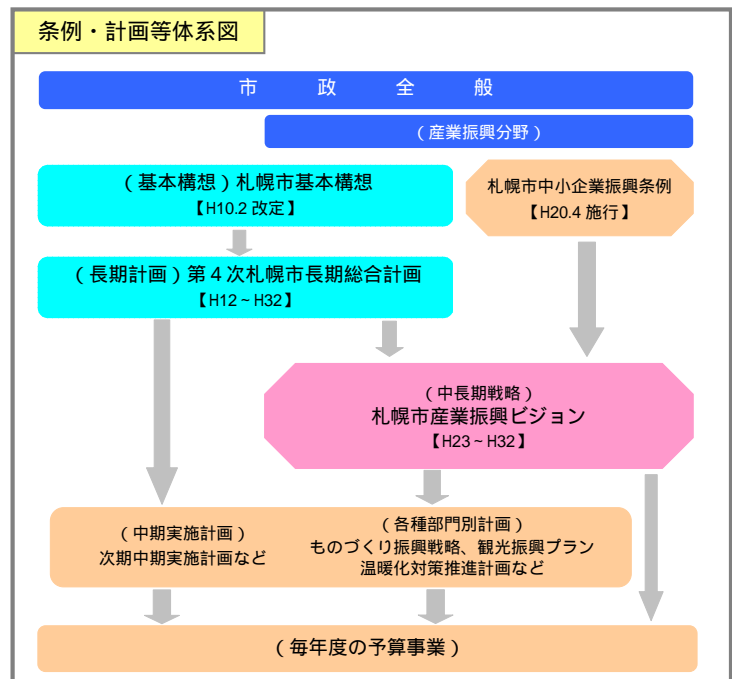 条例・計画等体系図
市 政 全 般
(産業振興分野)
(基本構想)札幌市基本構想
【H10.2 改定】
札幌市中小企業振興条例
【H20.4 施行】
(長期計画)第4次札幌市長期総合計画
【H12~H32】
(中長期戦略)
札幌市産業振興ビジョン
【H23~H32】
(中期実施計画)
次期中期実施計画など
(各種部門別計画)
ものづくり振興戦略、観光振興プラン
温暖化対策推進計画など
(毎年度の予算事業)